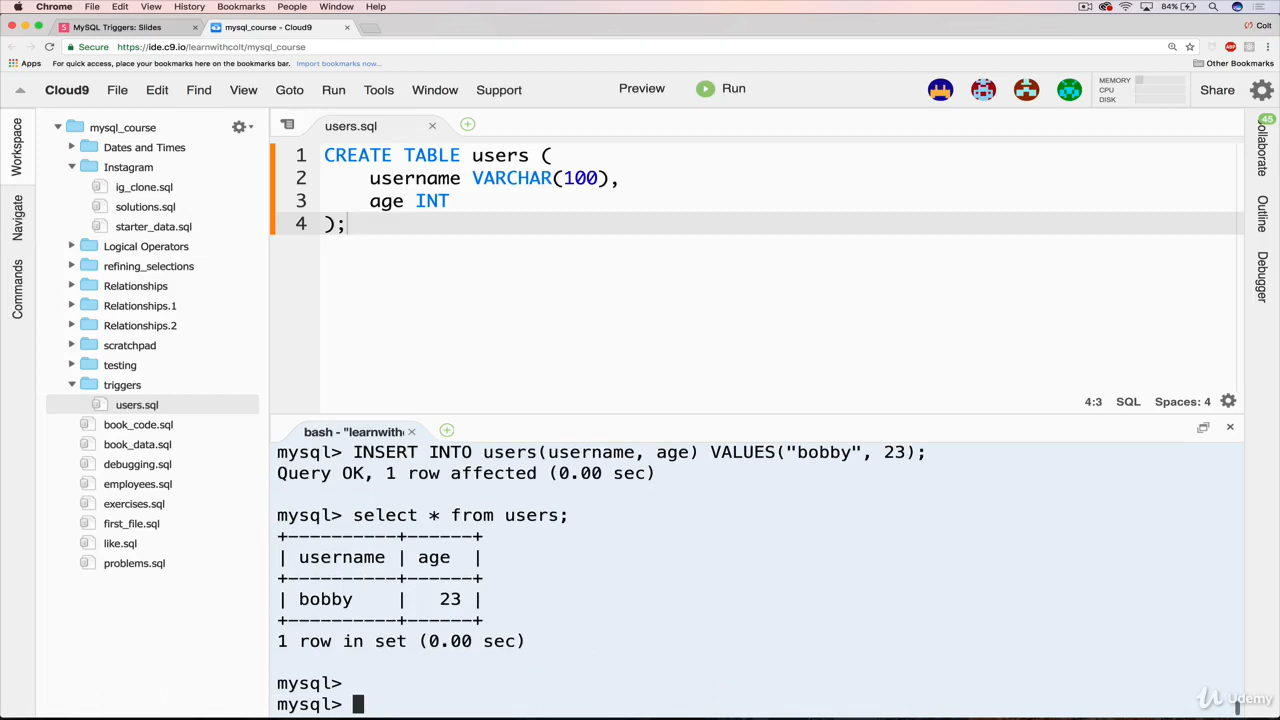 Chrome File Edit View History Bookmarks People Window Help 84% Colt
MySQL Triggers: Slides × mysql_course - Cloud9 ×
Secure https://ide.c9.io/learnwithcolt/mysql_course
Apps For quick access, place your bookmarks here on the bookmarks bar. Import bookmarks now... Other Bookmarks
Cloud9 File Edit Find View Goto Run Tools Window Support Preview Run MEMORY CPU DISK Share
Workspace
Navigate
Commands
mysql_course
Dates and Times
Instagram
ig_clone.sql
solutions.sql
starter_data.sql
Logical Operators
refining_selections
Relationships
Relationships.1
Relationships.2
scratchpad
testing
triggers
users.sql
book_code.sql
book_data.sql
debugging.sql
employees.sql
exercises.sql
first_file.sql
like.sql
problems.sql
users.sql ×
1 CREATE TABLE users (
2 username VARCHAR(100),
3 age INT
4 );
4:3 SQL Spaces: 4
45
Collaborate
Outline
Debugger
bash - "learnwith ×
mysql> INSERT INTO users(username, age) VALUES("bobby", 23);
Query OK, 1 row affected (0.00 sec)
mysql> select * from users;
+----------+------+
| username | age  |
+----------+------+
| bobby    |   23 |
+----------+------+
1 row in set (0.00 sec)
mysql>
mysql>
Udemy